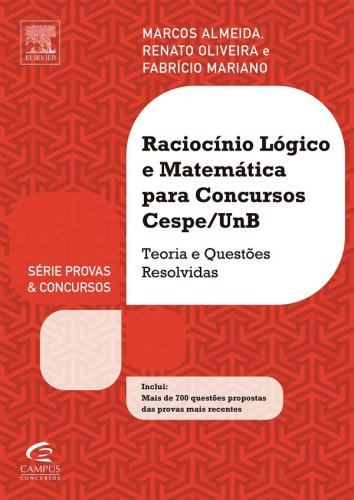 ELSEVIER
MARCOS ALMEIDA,
RENATO OLIVEIRA e
FABRÍCIO MARIANO
Raciocínio Lógico
e Matemática
para Concursos
Cespe/UnB
Teoria e Questões
Resolvidas
SÉRIE PROVAS
& CONCURSOS
Inclui:
Mais de 700 questões propostas
das provas mais recentes
CAMPUS
CONCURSOS